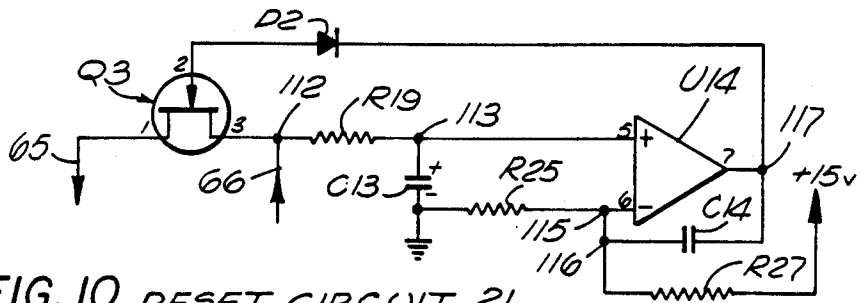 D2
Q3
2
1
3
112
R19
113
U14
117
65
66
C13
+
-
R25
5
+
6
-
7
+15v
115
116
C14
R27
FIG. 10 RESET CIRCUIT 21